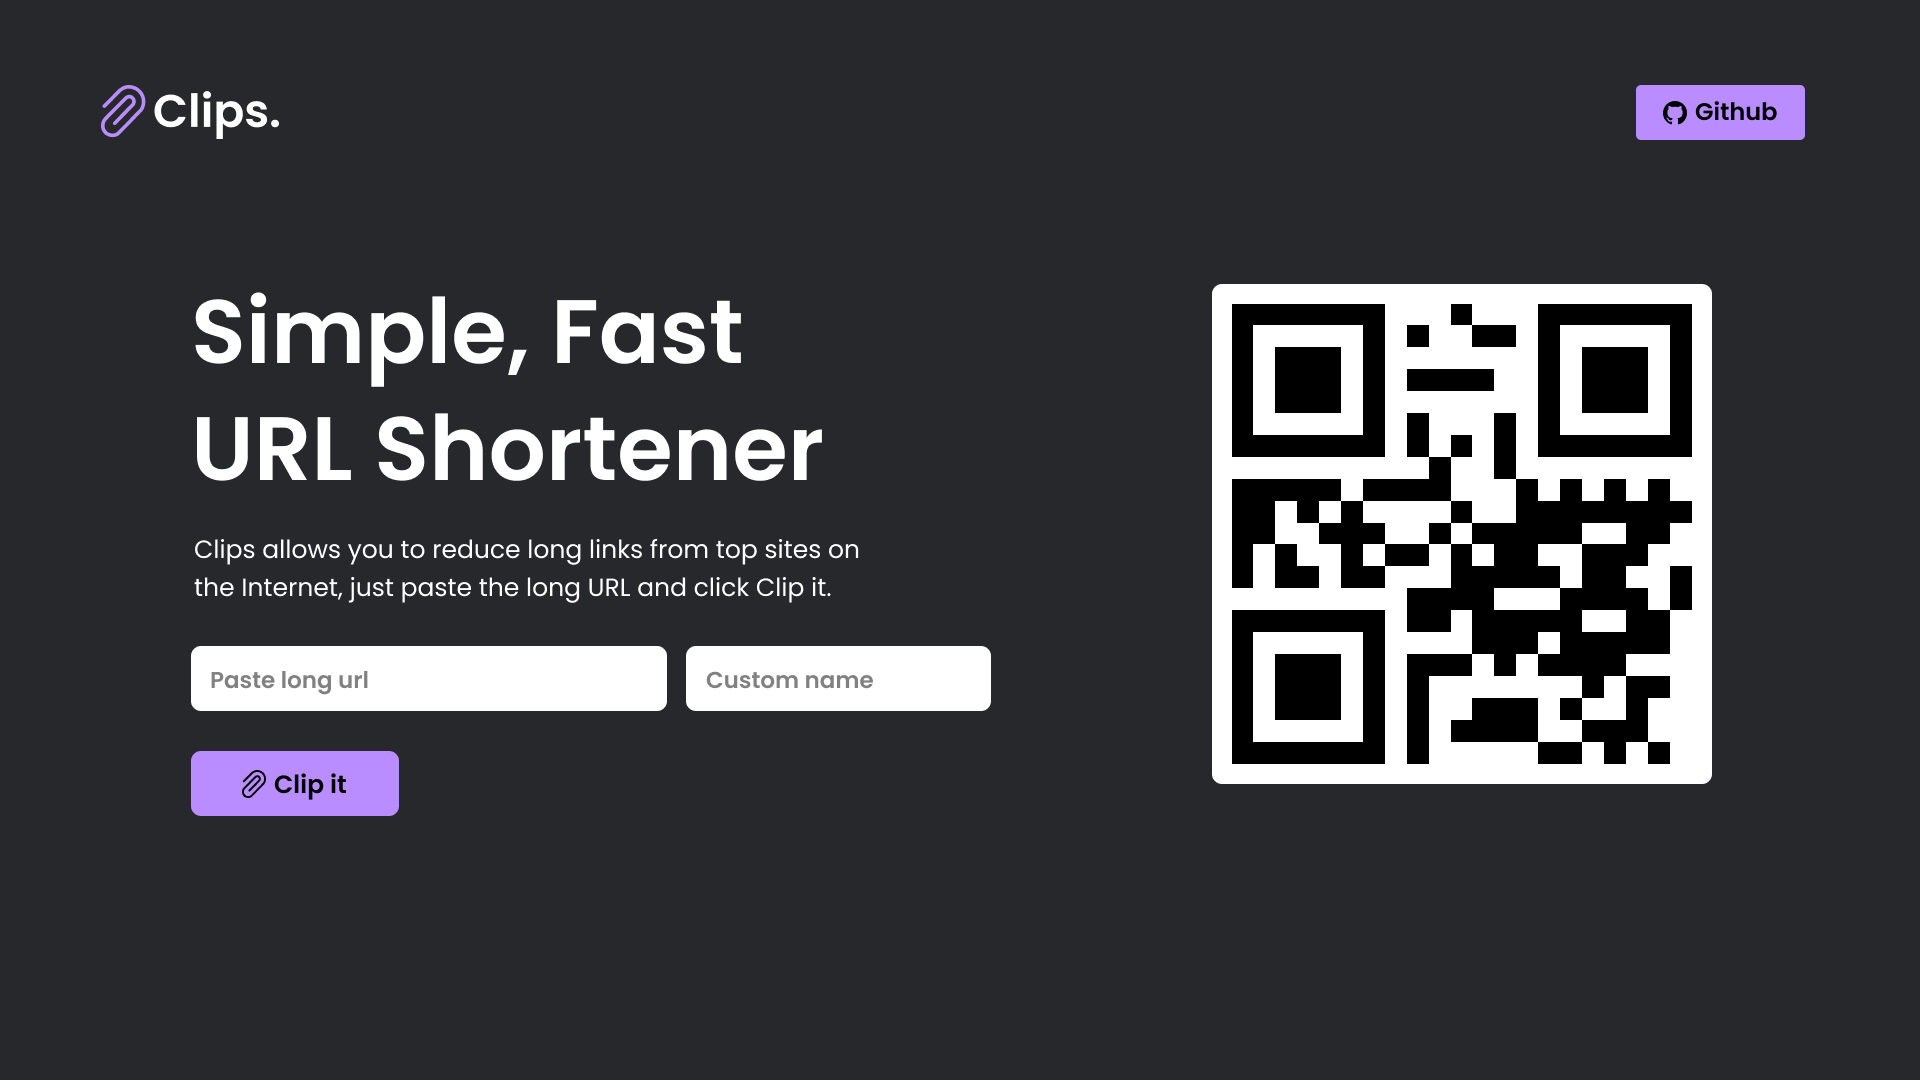 Clips.
Github
Simple, Fast
URL Shortener
Clips allows you to reduce long links from top sites on
the Internet, just paste the long URL and click Clip it.
Paste long url
Custom name
Clip it